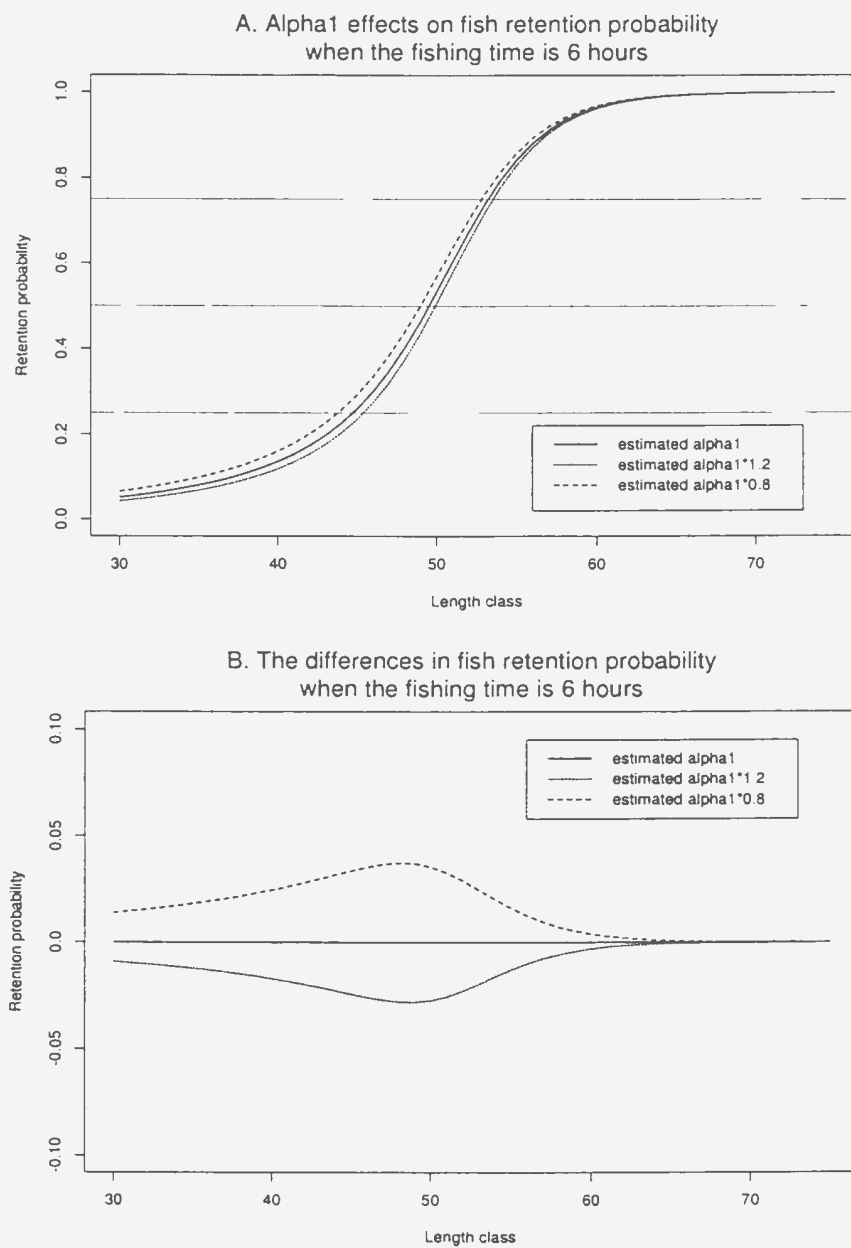 A. Alpha1 effects on fish retention probability
when the fishing time is 6 hours
Retention probability
1.0
0.8
0.6
0.4
0.2
0.0
estimated alpha1
estimated alpha1*1.2
estimated alpha1*0.8
30
40
50
60
70
Length class
B. The differences in fish retention probability
when the fishing time is 6 hours
Retention probability
0.10
0.05
0.0
-0.05
-0.10
estimated alpha1
estimated alpha1*1.2
estimated alpha1*0.8
30
40
50
60
70
Length class